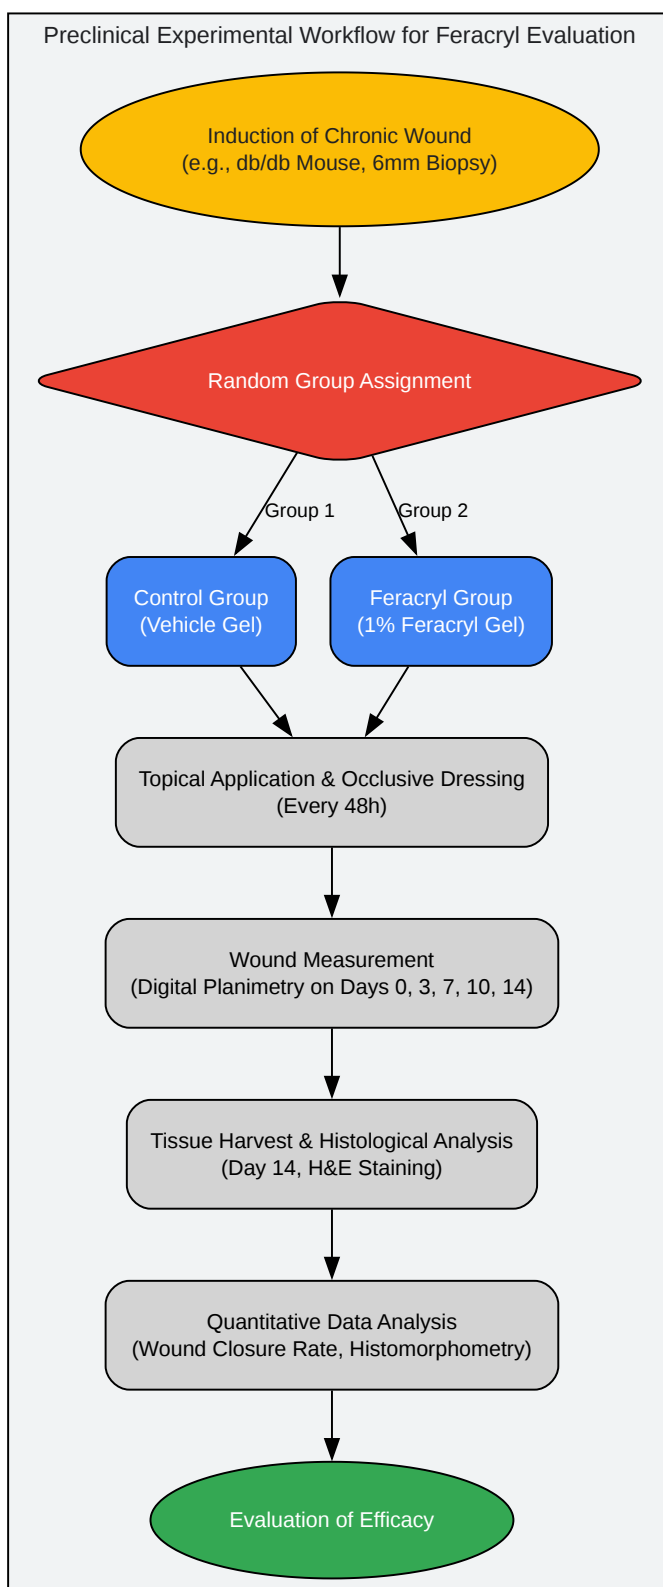 Preclinical Experimental Workflow for Feracryl Evaluation
Induction of Chronic Wound
(e.g., db/db Mouse, 6mm Biopsy)
Random Group Assignment
Group 1
Group 2
Control Group
(Vehicle Gel)
Feracryl Group
(1% Feracryl Gel)
Topical Application & Occlusive Dressing
(Every 48h)
Wound Measurement
(Digital Planimetry on Days 0, 3, 7, 10, 14)
Tissue Harvest & Histological Analysis
(Day 14, H&E Staining)
Quantitative Data Analysis
(Wound Closure Rate, Histomorphometry)
Evaluation of Efficacy